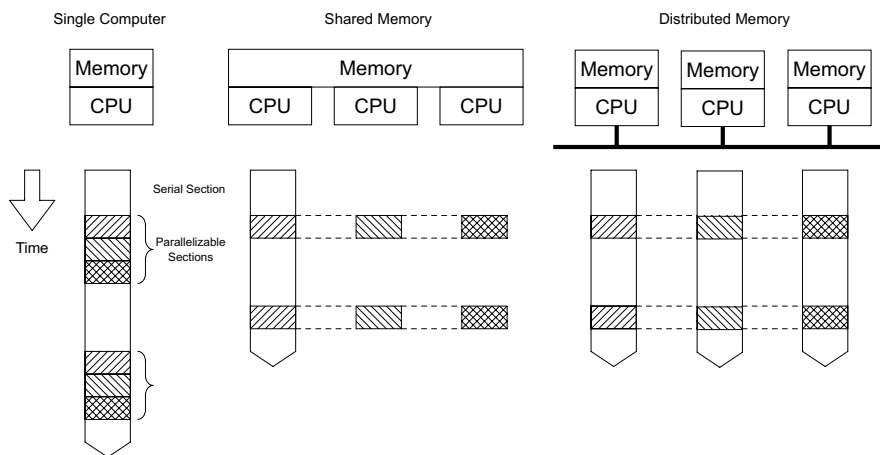 Single Computer
Shared Memory
Distributed Memory
Memory
CPU
Memory
CPU
CPU
CPU
Memory
CPU
Memory
CPU
Memory
CPU
Time
Serial Section
Parallelizable
Sections